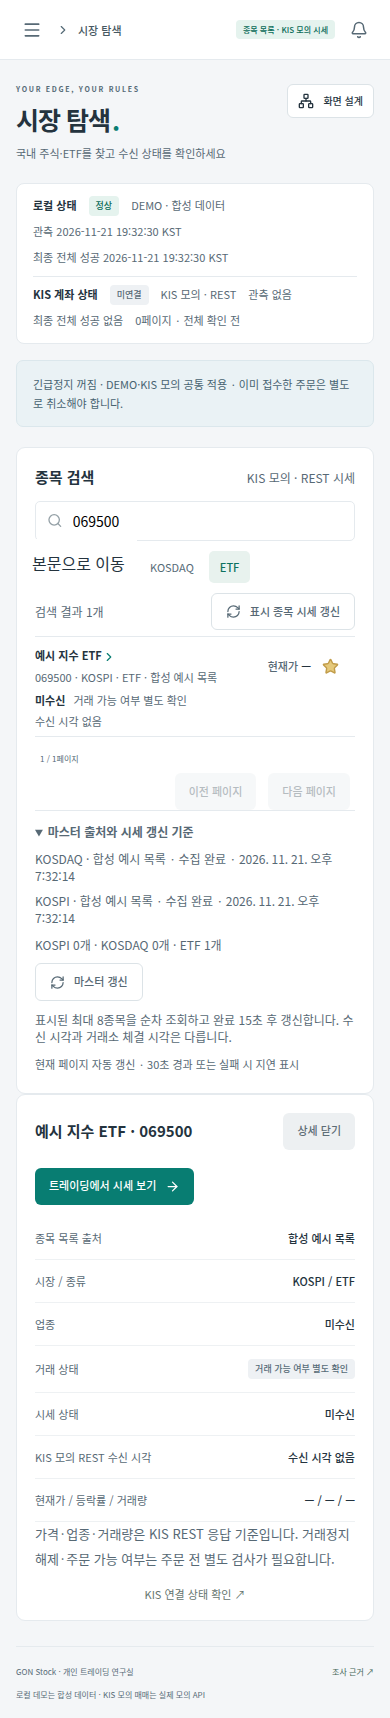 시장 탐색
종목 목록 · KIS 모의 시세
YOUR EDGE, YOUR RULES
시장 탐색.
화면 설계
국내 주식·ETF를 찾고 수신 상태를 확인하세요
로컬 상태 정상 DEMO · 합성 데이터
관측 2026-11-21 19:32:30 KST
최종 전체 성공 2026-11-21 19:32:30 KST
KIS 계좌 상태 미연결 KIS 모의 · REST 관측 없음
최종 전체 성공 없음 0페이지 · 전체 확인 전
긴급정지 꺼짐 · DEMO·KIS 모의 공통 적용 · 이미 접수한 주문은 별도
로 취소해야 합니다.
종목 검색 KIS 모의 · REST 시세
069500
본문으로 이동 KOSDAQ ETF
검색 결과 1개 표시 종목 시세 갱신
예시 지수 ETF
069500 · KOSPI · ETF · 합성 예시 목록
현재가 —
미수신 거래 가능 여부 별도 확인
수신 시각 없음
1 / 1페이지
이전 페이지 다음 페이지
▼ 마스터 출처와 시세 갱신 기준
KOSDAQ · 합성 예시 목록 · 수집 완료 · 2026. 11. 21. 오후
7:32:14
KOSPI · 합성 예시 목록 · 수집 완료 · 2026. 11. 21. 오후
7:32:14
KOSPI 0개 · KOSDAQ 0개 · ETF 1개
마스터 갱신
표시된 최대 8종목을 순차 조회하고 완료 15초 후 갱신합니다. 수
신 시각과 거래소 체결 시각은 다릅니다.
현재 페이지 자동 갱신 · 30초 경과 또는 실패 시 지연 표시
예시 지수 ETF · 069500 상세 닫기
트레이딩에서 시세 보기 →
종목 목록 출처 합성 예시 목록
시장 / 종류 KOSPI / ETF
업종 미수신
거래 상태 거래 가능 여부 별도 확인
시세 상태 미수신
KIS 모의 REST 수신 시각 수신 시각 없음
현재가 / 등락률 / 거래량 — / — / —
가격·업종·거래량은 KIS REST 응답 기준입니다. 거래정지
해제·주문 가능 여부는 주문 전 별도 검사가 필요합니다.
KIS 연결 상태 확인 ↗
GON Stock · 개인 트레이딩 연구실 조사 근거 ↗
로컬 데모는 합성 데이터 · KIS 모의 매매는 실제 모의 API